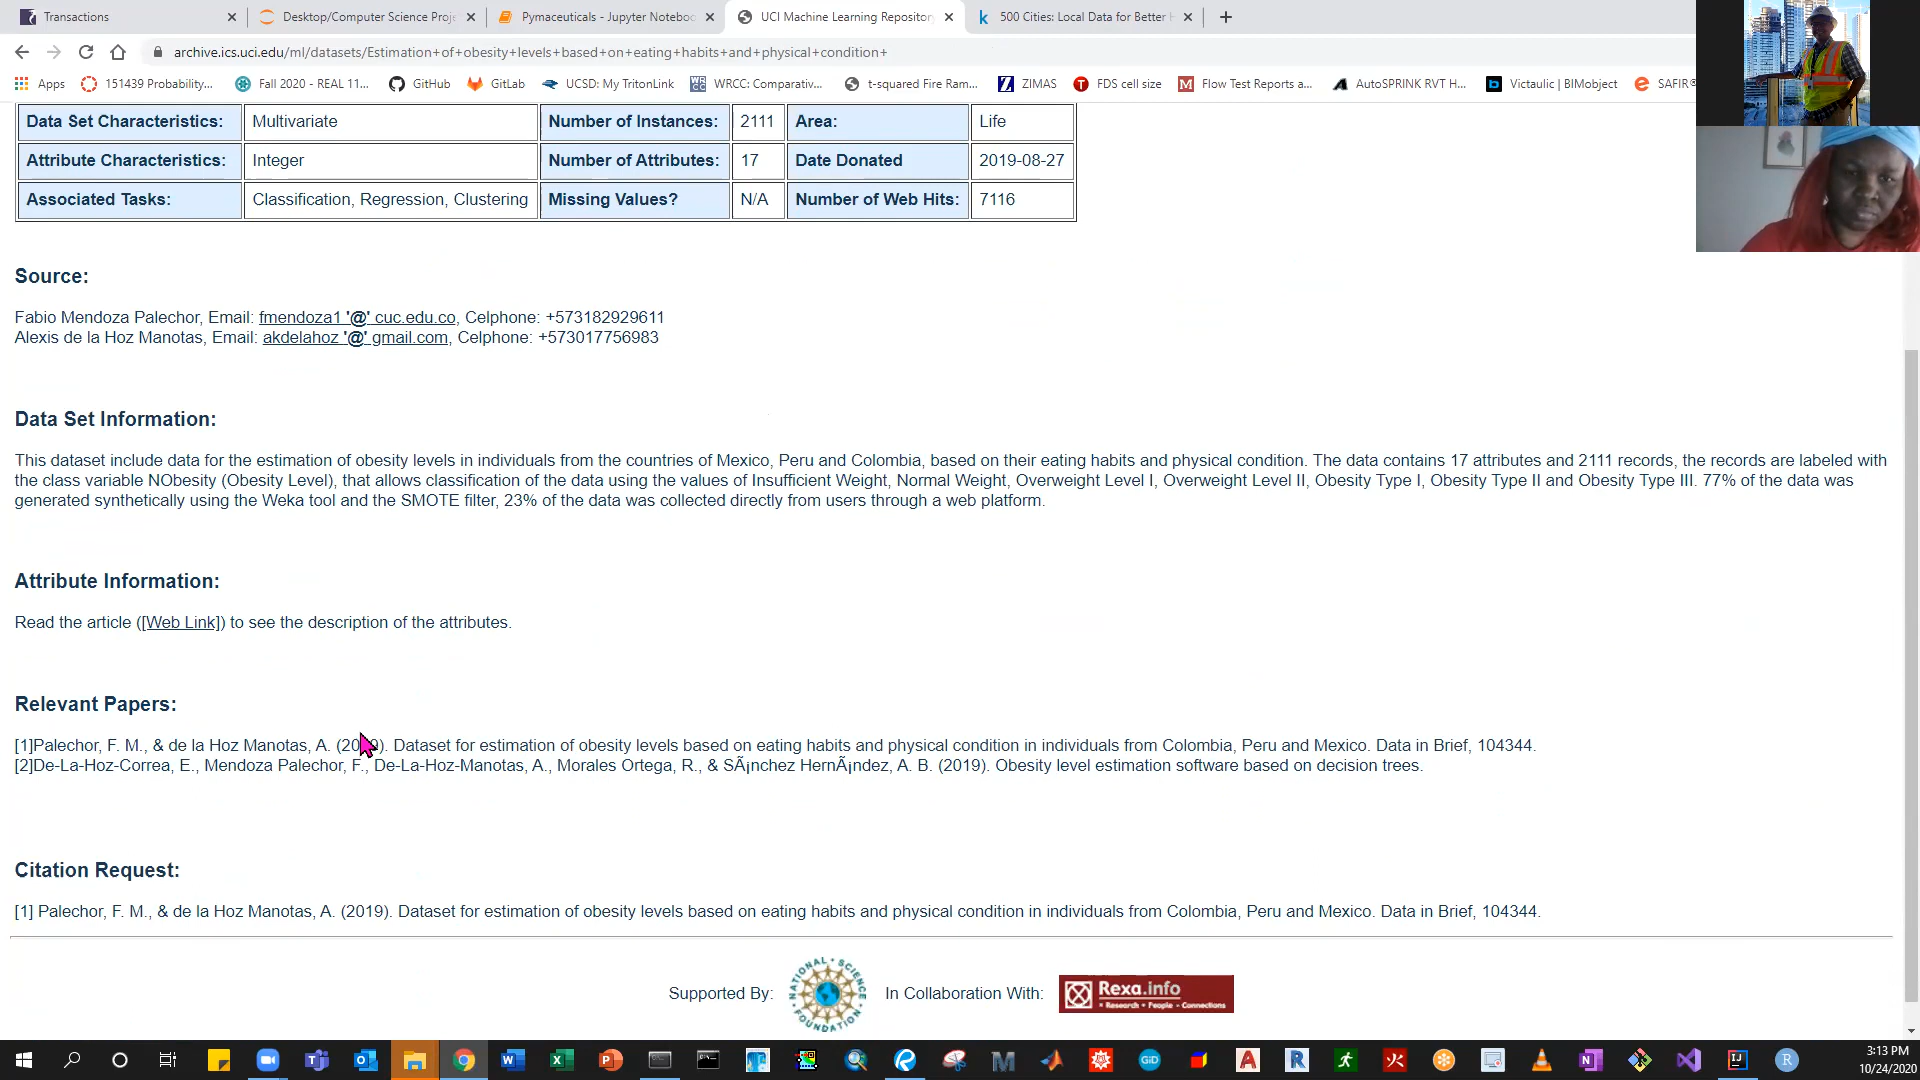 Transactions
Desktop/Computer Science Proj
Pymaceuticals - Jupyter Noteboo
UCI Machine Learning Repository
500 Cities: Local Data for Better H
archive.ics.uci.edu/ml/datasets/Estimation+of+obesity+levels+based+on+eating+habits+and+physical+condition+
Apps
151439 Probability...
Fall 2020 - REAL 11...
GitHub
GitLab
UCSD: My TritonLink
WRCC: Comparativ...
t-squared Fire Ram...
ZIMAS
FDS cell size
Flow Test Reports a...
AutoSPRINK RVT H...
Victaulic | BIMobject
SAFIR®
Data Set Characteristics: Multivariate Number of Instances: 2111 Area: Life
Attribute Characteristics: Integer Number of Attributes: 17 Date Donated 2019-08-27
Associated Tasks: Classification, Regression, Clustering Missing Values? N/A Number of Web Hits: 7116
Source:
Fabio Mendoza Palechor, Email: fmendoza1 '@' cuc.edu.co, Celphone: +573182929611
Alexis de la Hoz Manotas, Email: akdelahoz '@' gmail.com, Celphone: +573017756983
Data Set Information:
This dataset include data for the estimation of obesity levels in individuals from the countries of Mexico, Peru and Colombia, based on their eating habits and physical condition. The data contains 17 attributes and 2111 records, the records are labeled with
the class variable NObesity (Obesity Level), that allows classification of the data using the values of Insufficient Weight, Normal Weight, Overweight Level I, Overweight Level II, Obesity Type I, Obesity Type II and Obesity Type III. 77% of the data was
generated synthetically using the Weka tool and the SMOTE filter, 23% of the data was collected directly from users through a web platform.
Attribute Information:
Read the article ([Web Link]) to see the description of the attributes.
Relevant Papers:
[1]Palechor, F. M., & de la Hoz Manotas, A. (2019). Dataset for estimation of obesity levels based on eating habits and physical condition in individuals from Colombia, Peru and Mexico. Data in Brief, 104344.
[2]De-La-Hoz-Correa, E., Mendoza Palechor, F., De-La-Hoz-Manotas, A., Morales Ortega, R., & SÃ¡nchez HernÃ¡ndez, A. B. (2019). Obesity level estimation software based on decision trees.
Citation Request:
[1] Palechor, F. M., & de la Hoz Manotas, A. (2019). Dataset for estimation of obesity levels based on eating habits and physical condition in individuals from Colombia, Peru and Mexico. Data in Brief, 104344.
Supported By:
NATIONAL SCIENCE FOUNDATION
In Collaboration With:
Rexa.info
Research · People · Connections
3:13 PM
10/24/2020